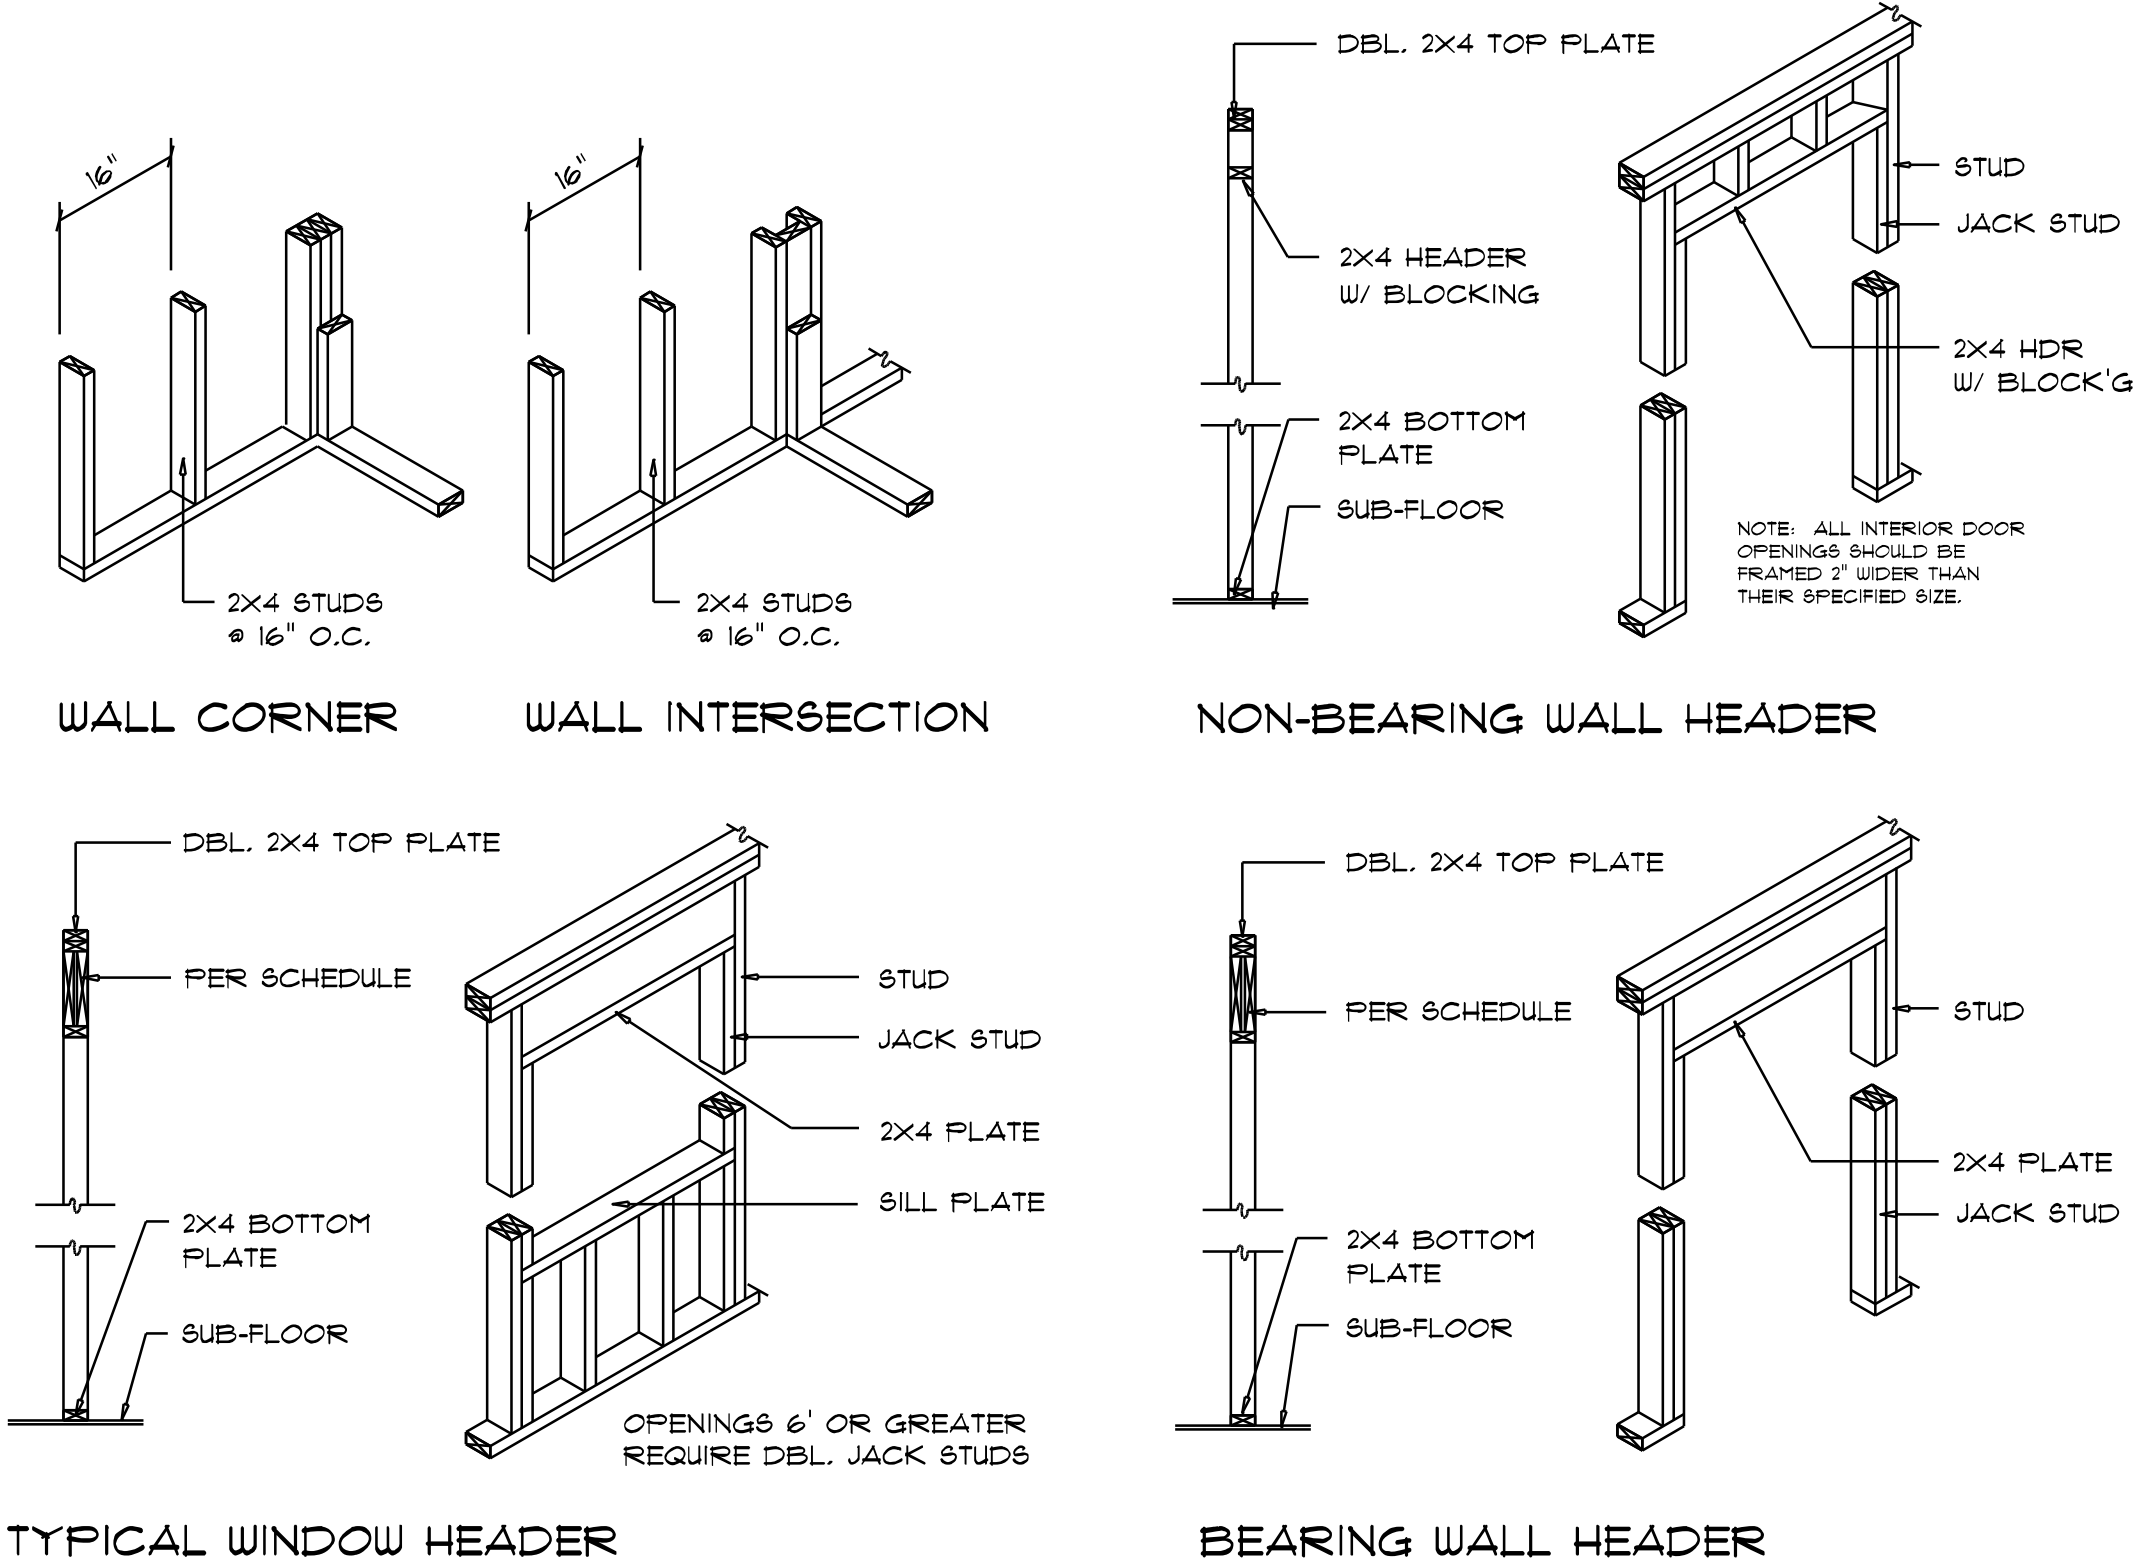 16"
2X4 STUDS
@ 16" O.C.
WALL CORNER
16"
2X4 STUDS
@ 16" O.C.
WALL INTERSECTION
DBL. 2X4 TOP PLATE
2X4 HEADER
W/ BLOCKING
2X4 BOTTOM
PLATE
SUB-FLOOR
STUD
JACK STUD
2X4 HDR
W/ BLOCK'G
NOTE: ALL INTERIOR DOOR
OPENINGS SHOULD BE
FRAMED 2" WIDER THAN
THEIR SPECIFIED SIZE.
NON-BEARING WALL HEADER
DBL. 2X4 TOP PLATE
PER SCHEDULE
2X4 BOTTOM
PLATE
SUB-FLOOR
STUD
JACK STUD
2X4 PLATE
SILL PLATE
OPENINGS 6' OR GREATER
REQUIRE DBL. JACK STUDS
TYPICAL WINDOW HEADER
DBL. 2X4 TOP PLATE
PER SCHEDULE
2X4 BOTTOM
PLATE
SUB-FLOOR
STUD
2X4 PLATE
JACK STUD
BEARING WALL HEADER